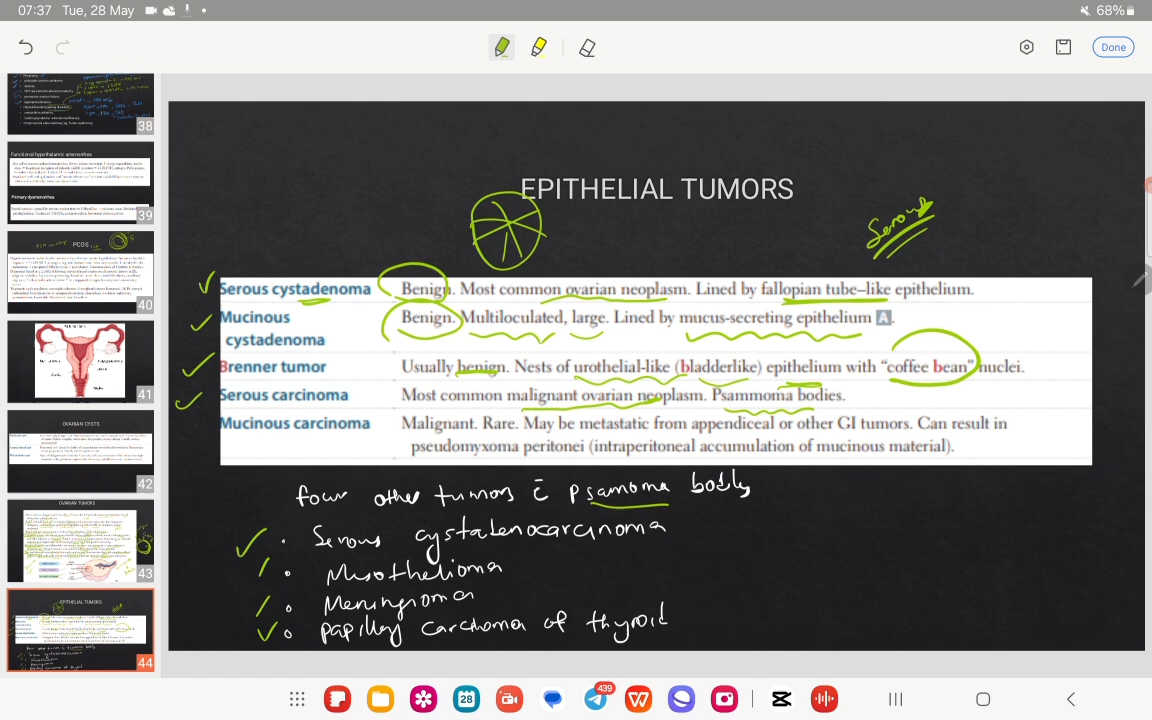 07:37 Tue, 28 May
68%
Done
38
Functional hypothalamic amenorrhea
Primary dysmenorrhea
39
PCOS
40
41
OVARIAN CYSTS
42
OVARIAN TUMORS
43
EPITHELIAL TUMORS
44
EPITHELIAL TUMORS
Serous
Serous cystadenoma Benign. Most common ovarian neoplasm. Lined by fallopian tube–like epithelium.
Mucinous Benign. Multiloculated, large. Lined by mucus-secreting epithelium A.
cystadenoma
Brenner tumor Usually benign. Nests of urothelial-like (bladderlike) epithelium with “coffee bean” nuclei.
Serous carcinoma Most common malignant ovarian neoplasm. Psammoma bodies.
Mucinous carcinoma Malignant. Rare. May be metastatic from appendiceal or other GI tumors. Can result in
pseudomyxoma peritonei (intraperitoneal accumulation of mucinous material).
four other tumors c̄ psamoma body
Serous cystadenocarcinoma
Mesothelioma
Meningioma
papillary carcinoma of thyroid
28
439